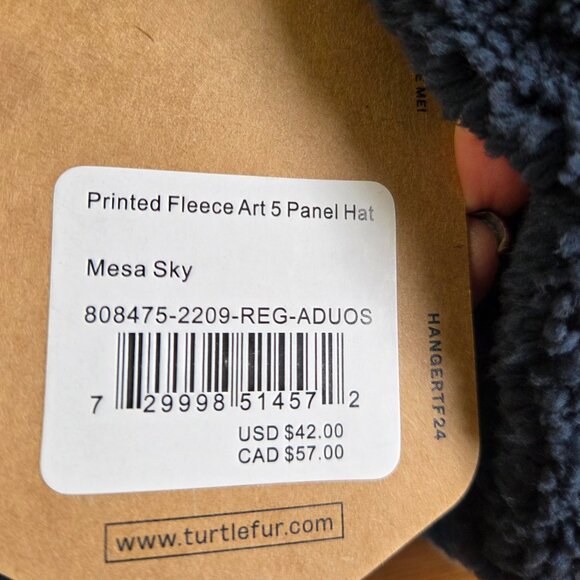 Printed Fleece Art 5 Panel Hat
Mesa Sky
808475-2209-REG-ADUOS
7 29998 51457 2
USD $42.00
CAD $57.00
www.turtlefur.com
HANGERTF24
ME!